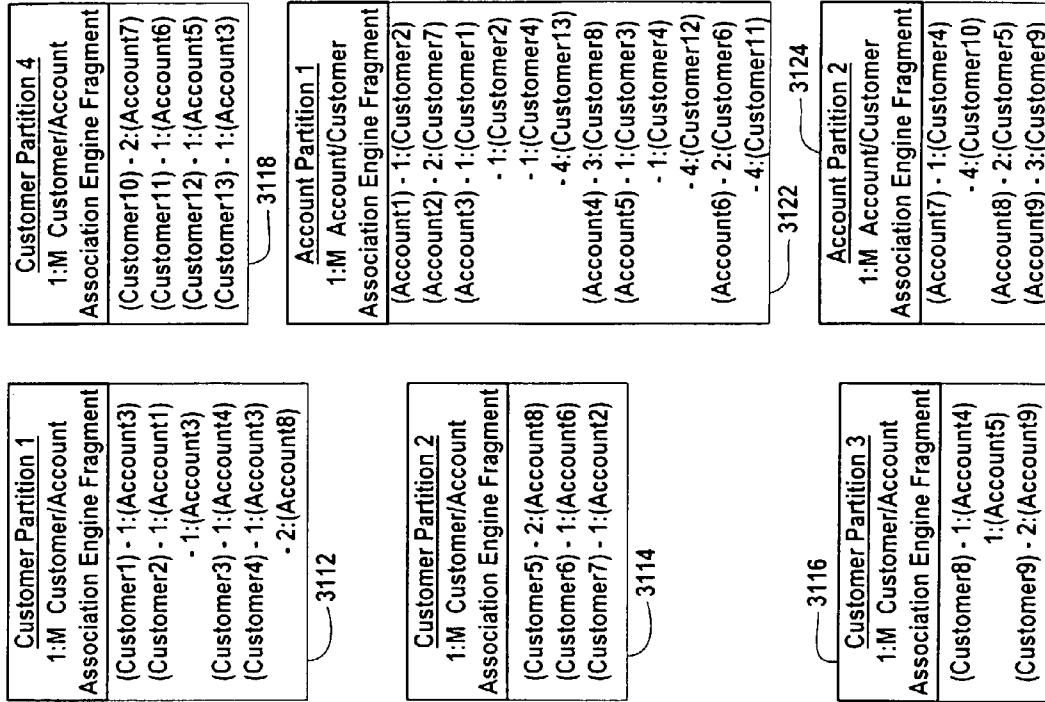 Customer Partition 1
1:M Customer/Account
Association Engine Fragment
(Customer1) - 1:(Account3)
(Customer2) - 1:(Account1)
- 1:(Account3)
(Customer3) - 1:(Account4)
(Customer4) - 1:(Account3)
- 2:(Account8)
3112
Customer Partition 2
1:M Customer/Account
Association Engine Fragment
(Customer5) - 2:(Account8)
(Customer6) - 1:(Account6)
(Customer7) - 1:(Account2)
3114
3116
Customer Partition 3
1:M Customer/Account
Association Engine Fragment
(Customer8) - 1:(Account4)
1:(Account5)
(Customer9) - 2:(Account9)
Customer Partition 4
1:M Customer/Account
Association Engine Fragment
(Customer10) - 2:(Account7)
(Customer11) - 1:(Account6)
(Customer12) - 1:(Account5)
(Customer13) - 1:(Account3)
3118
Account Partition 1
1:M Account/Customer
Association Engine Fragment
(Account1) - 1:(Customer2)
(Account2) - 2:(Customer7)
(Account3) - 1:(Customer1)
- 1:(Customer2)
- 1:(Customer4)
- 4:(Customer13)
(Account4) - 3:(Customer8)
(Account5) - 1:(Customer3)
- 1:(Customer4)
- 4:(Customer12)
(Account6) - 2:(Customer6)
- 4:(Customer11)
3122
3124
Account Partition 2
1:M Account/Customer
Association Engine Fragment
(Account7) - 1:(Customer4)
- 4:(Customer10)
(Account8) - 2:(Customer5)
(Account9) - 3:(Customer9)